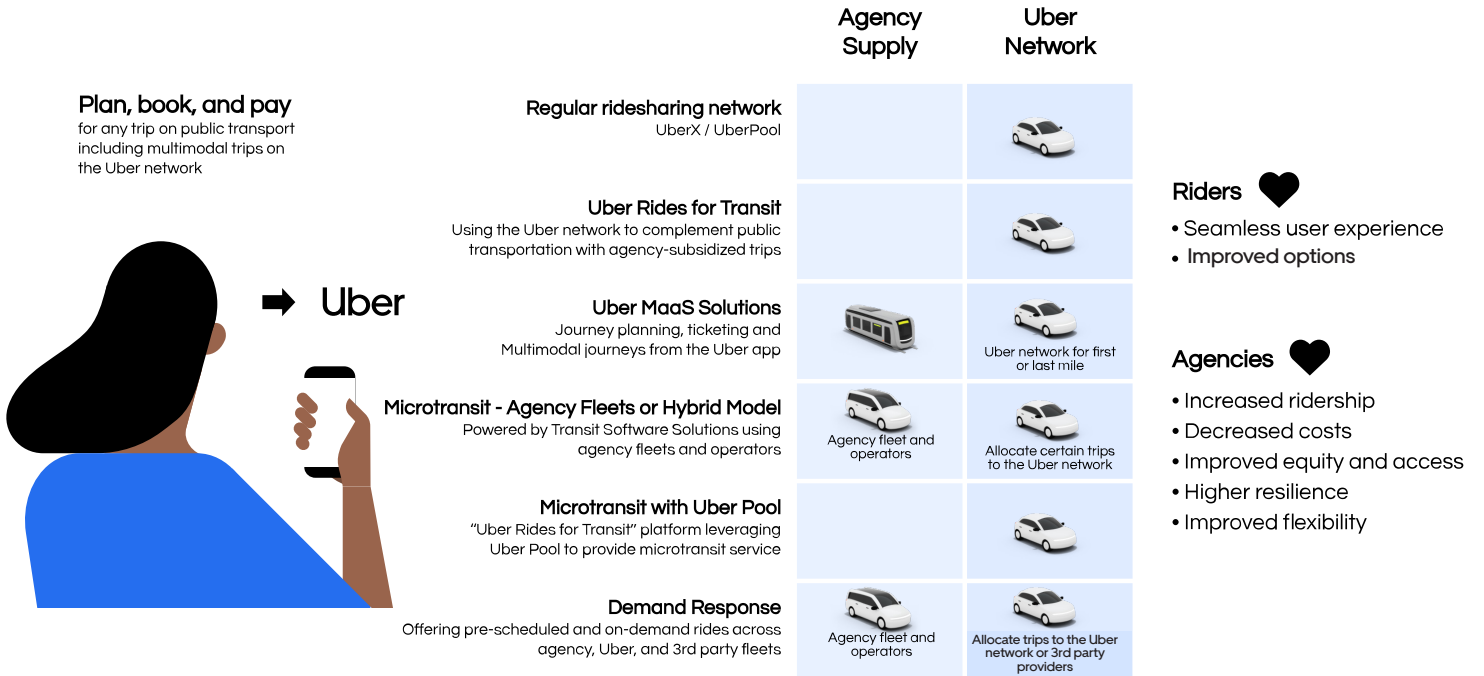 Agency
Supply
Uber
Network
Plan, book, and pay
for any trip on public transport
including multimodal trips on
the Uber network
Uber
Regular ridesharing network
UberX / UberPool
Uber Rides for Transit
Using the Uber network to complement public
transportation with agency-subsidized trips
Uber MaaS Solutions
Journey planning, ticketing and
Multimodal journeys from the Uber app
Uber network for first
or last mile
Microtransit - Agency Fleets or Hybrid Model
Powered by Transit Software Solutions using
agency fleets and operators
Agency fleet and
operators
Allocate certain trips
to the Uber network
Microtransit with Uber Pool
“Uber Rides for Transit” platform leveraging
Uber Pool to provide microtransit service
Demand Response
Offering pre-scheduled and on-demand rides across
agency, Uber, and 3rd party fleets
Agency fleet and
operators
Allocate trips to the Uber
network or 3rd party
providers
Riders
• Seamless user experience
• Improved options
Agencies
• Increased ridership
• Decreased costs
• Improved equity and access
• Higher resilience
• Improved flexibility